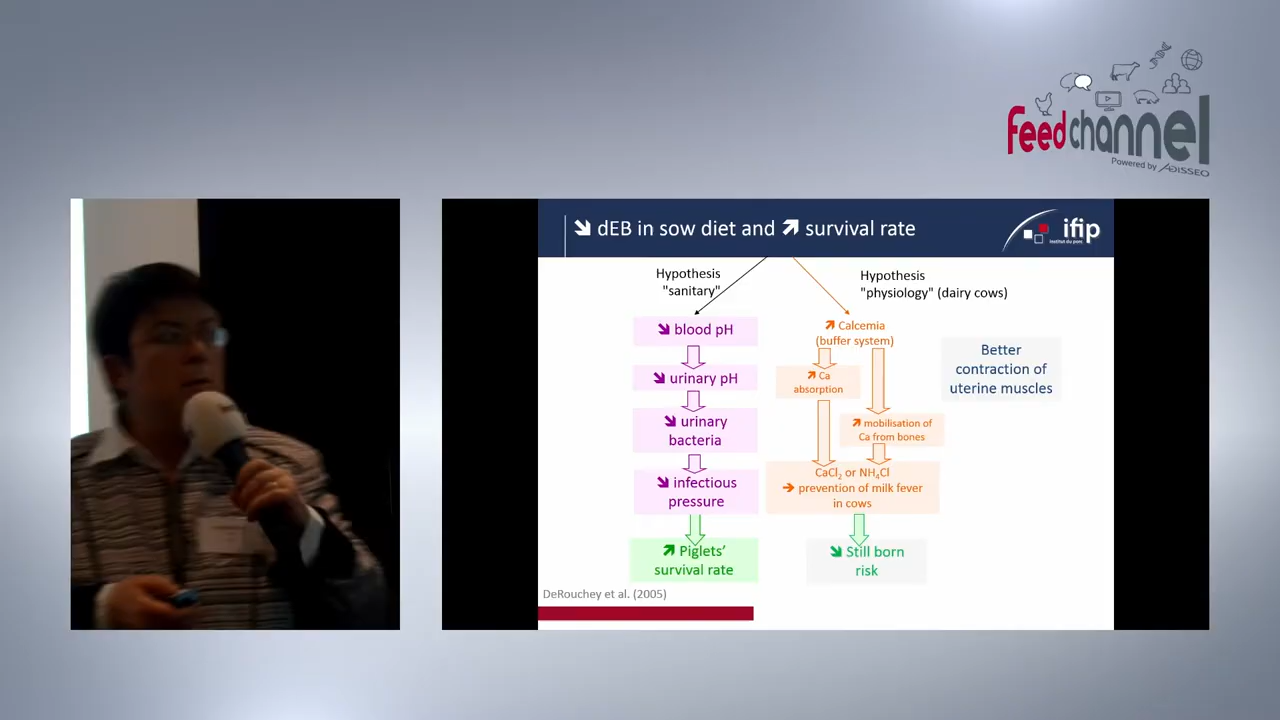 feedchannel
Powered by ADISSEO
↘ dEB in sow diet and ↗ survival rate
ifip
institut du porc
Hypothesis
"sanitary"
Hypothesis
"physiology" (dairy cows)
↘ blood pH
↘ urinary pH
↘ urinary
bacteria
↘ infectious
pressure
↗ Piglets’
survival rate
↗ Calcemia
(buffer system)
↗ Ca
absorption
↗ mobilisation of
Ca from bones
CaCl₂ or NH₄Cl
→ prevention of milk fever
in cows
↘ Still born
risk
Better
contraction of
uterine muscles
DeRouchey et al. (2005)